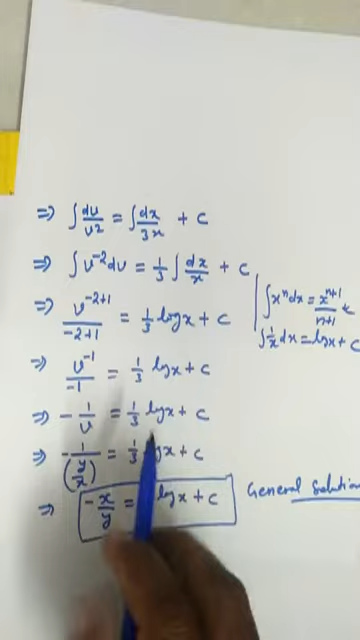 ⇒ ∫ dv/v² = ∫ dx/3x + c
⇒ ∫ v⁻² dv = 1/3 ∫ dx/x + c
⇒ v⁻²⁺¹/-2+1 = 1/3 log x + c
∫ xⁿ dx = xⁿ⁺¹/n+1 + c
∫ 1/x dx = log x + c
⇒ v⁻¹/-1 = 1/3 log x + c
⇒ - 1/v = 1/3 log x + c
⇒ - 1/(y/x) = 1/3 log x + c
⇒ - x/y = log x + c
General solution